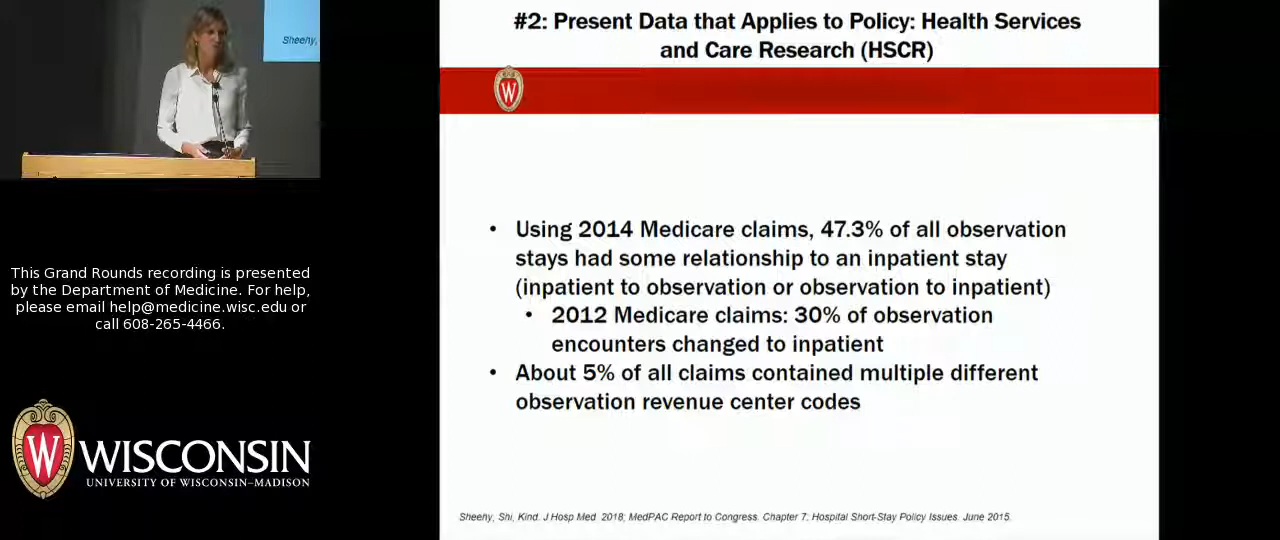 Sheehy,
#2: Present Data that Applies to Policy: Health Services
and Care Research (HSCR)
W
• Using 2014 Medicare claims, 47.3% of all observation
stays had some relationship to an inpatient stay
(inpatient to observation or observation to inpatient)
• 2012 Medicare claims: 30% of observation
encounters changed to inpatient
• About 5% of all claims contained multiple different
observation revenue center codes
Sheehy, Shi, Kind. J Hosp Med. 2018; MedPAC Report to Congress. Chapter 7: Hospital Short-Stay Policy Issues. June 2015.
This Grand Rounds recording is presented
by the Department of Medicine. For help,
please email help@medicine.wisc.edu or
call 608-265-4466.
W
WISCONSIN
UNIVERSITY OF WISCONSIN–MADISON